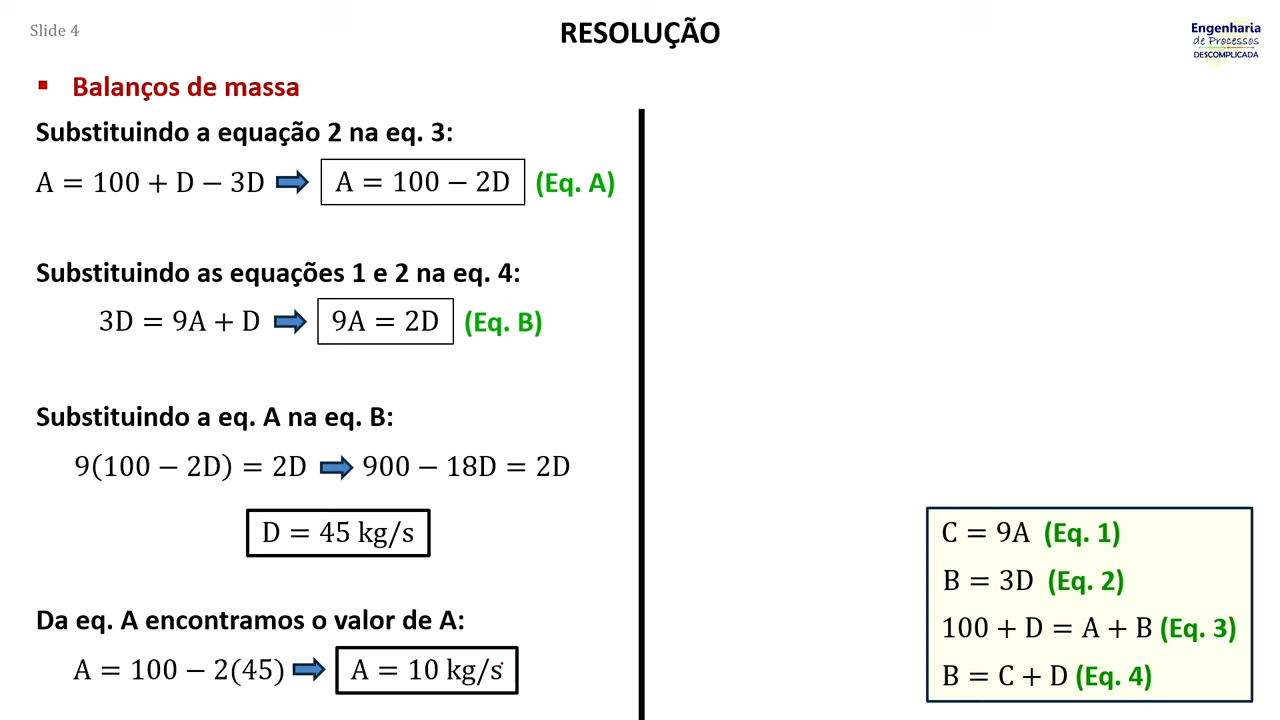 Slide 4
RESOLUÇÃO
Engenharia
de Processos
DESCOMPLICADA
▪ Balanços de massa
Substituindo a equação 2 na eq. 3:
A = 100 + D − 3D A = 100 − 2D (Eq. A)
Substituindo as equações 1 e 2 na eq. 4:
3D = 9A + D 9A = 2D (Eq. B)
Substituindo a eq. A na eq. B:
9(100 − 2D) = 2D 900 − 18D = 2D
D = 45 kg/s
Da eq. A encontramos o valor de A:
A = 100 − 2(45) A = 10 kg/s
C = 9A (Eq. 1)
B = 3D (Eq. 2)
100 + D = A + B (Eq. 3)
B = C + D (Eq. 4)